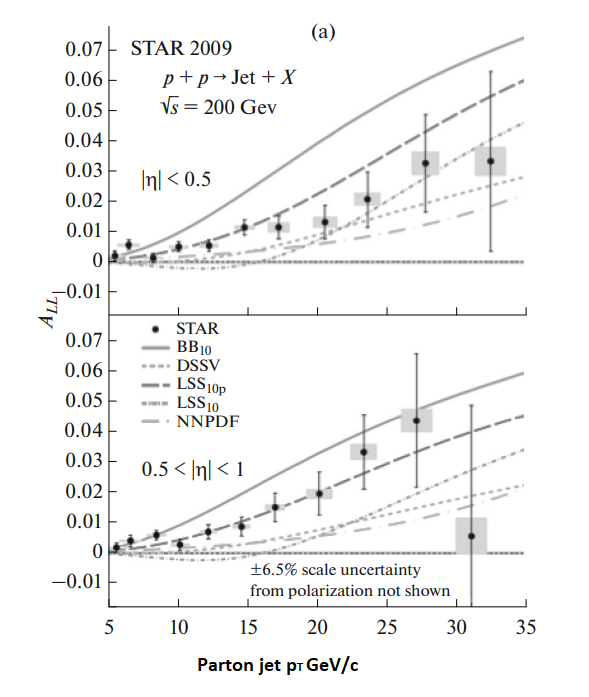 (a)
STAR 2009
p + p → Jet + X
√s = 200 Gev
|η| < 0.5
0.07
0.06
0.05
0.04
0.03
0.02
0.01
0
−0.01
A_LL
STAR
BB10
DSSV
LSS10p
LSS10
NNPDF
0.5 < |η| < 1
0.07
0.06
0.05
0.04
0.03
0.02
0.01
0
−0.01
±6.5% scale uncertainty
from polarization not shown
5 10 15 20 25 30 35
Parton jet pT GeV/c